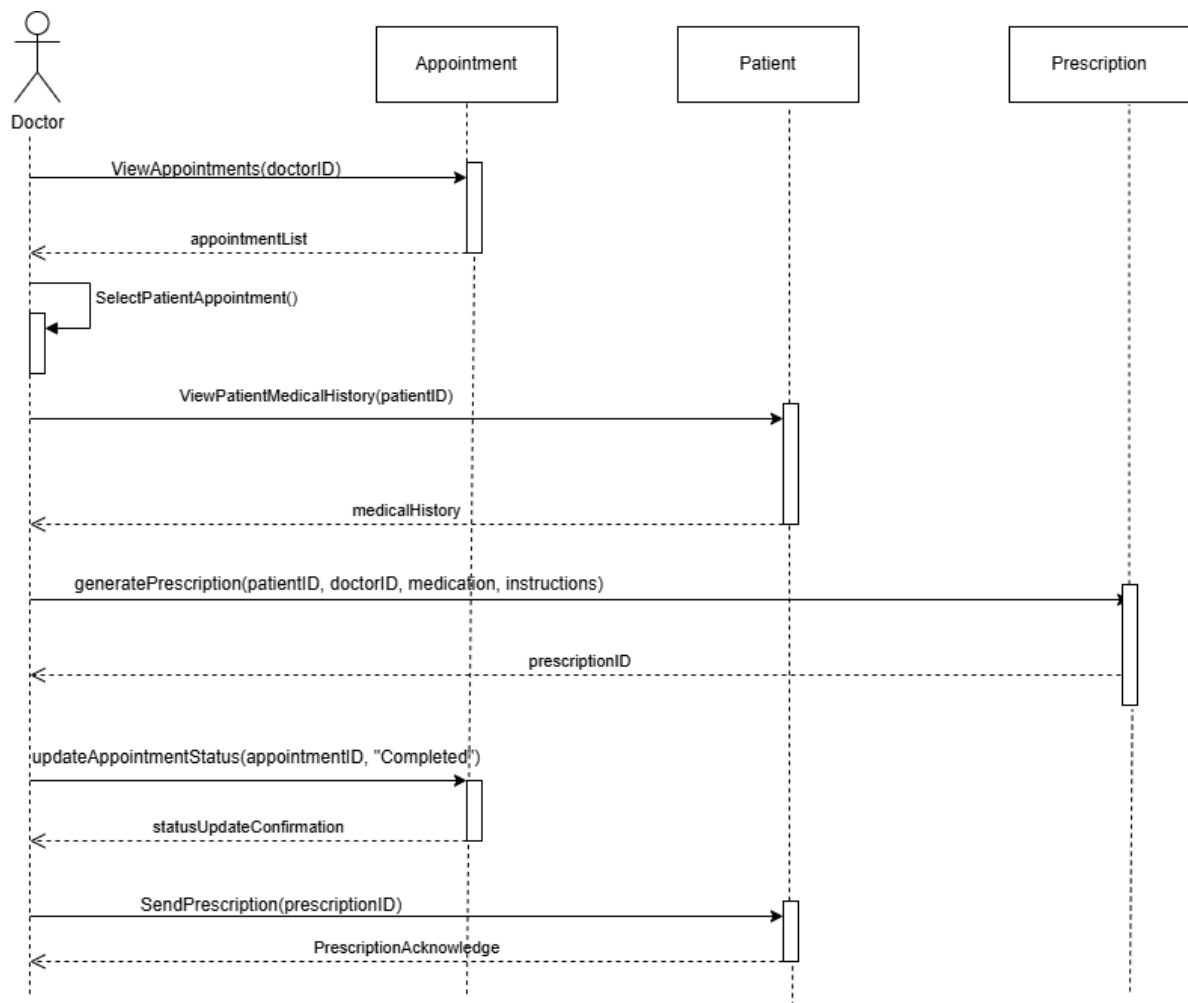 Appointment
Patient
Prescription
Doctor
ViewAppointments(doctorID)
appointmentList
SelectPatientAppointment()
ViewPatientMedicalHistory(patientID)
medicalHistory
generatePrescription(patientID, doctorID, medication, instructions)
prescriptionID
updateAppointmentStatus(appointmentID, "Completed")
statusUpdateConfirmation
SendPrescription(prescriptionID)
PrescriptionAcknowledge